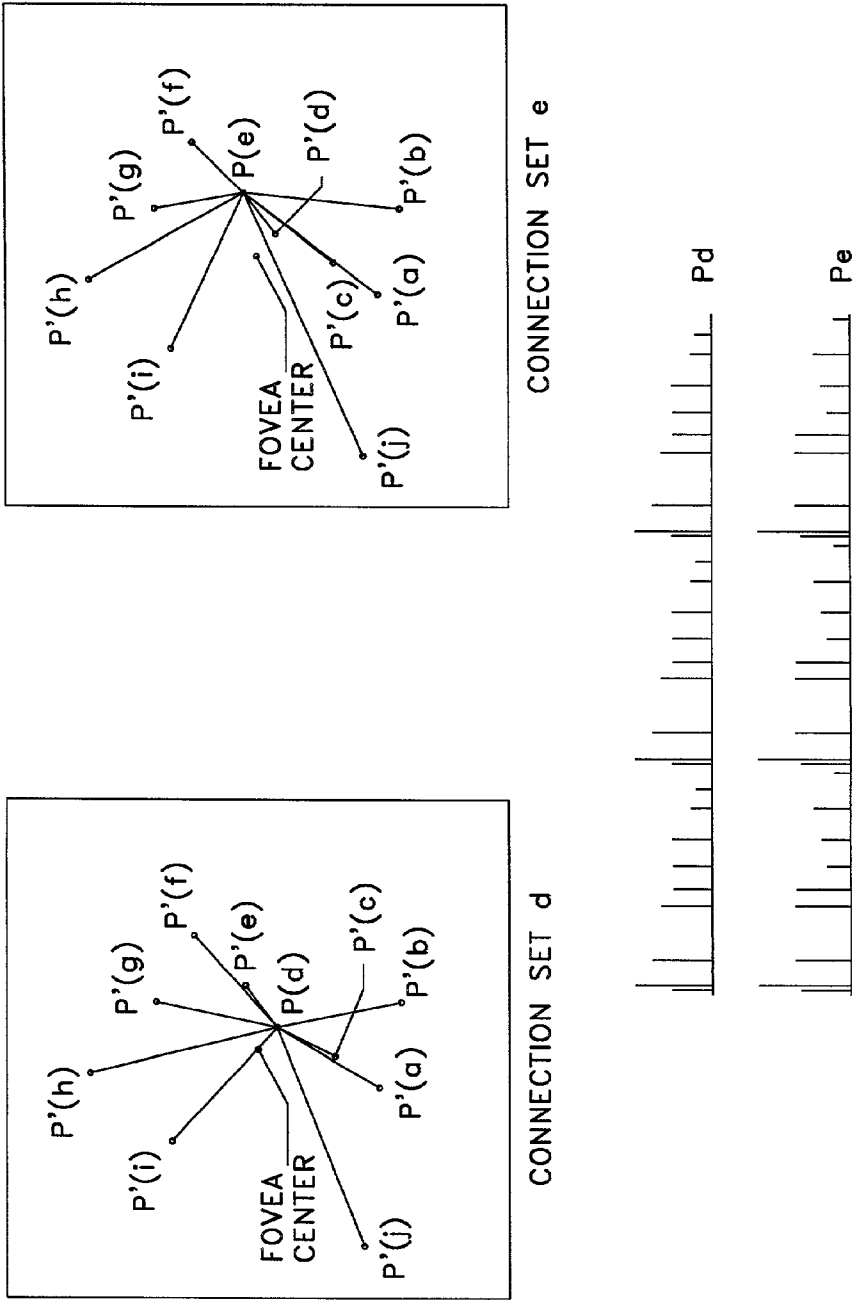 P'(h)
P'(g)
P'(f)
P'(i)
P'(e)
P(d)
FOVEA
CENTER
P'(c)
P'(j)
P'(a)
P'(b)
CONNECTION SET d
P'(h)
P'(g)
P'(f)
P'(i)
P(e)
FOVEA
CENTER
P'(d)
P'(j)
P'(c)
P'(a)
P'(b)
CONNECTION SET e
Pd
Pe